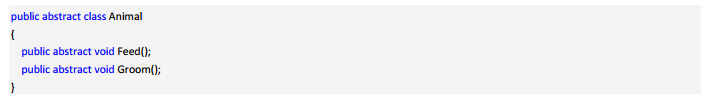 public abstract class Animal
{
public abstract void Feed();
public abstract void Groom();
}